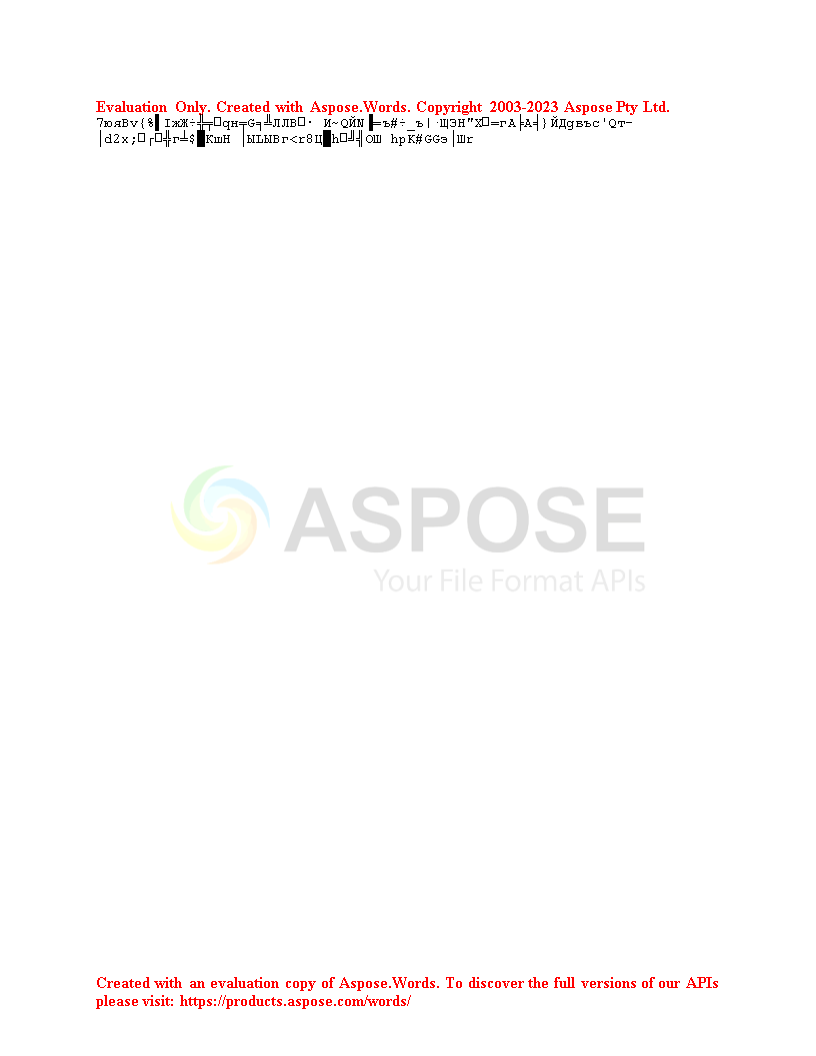 Evaluation Only. Created with Aspose.Words. Copyright 2003-2023 Aspose Pty Ltd.
7юяВv{%▌IжЖ÷╬╤□qн╤G╕╩ЛЛВ□· И~QЙN▐=ъ#÷_ъ|·ЩЭН"Х□=гА╞А╡}ЙДgвъс'Qт-
│d2x;□┌□╬г╧$█КшН │ЫLЫВг<r8Ц█h□╝╣ОШ hpК#GGэ│Шг
ASPOSE
Your File Format APIs
Created with an evaluation copy of Aspose.Words. To discover the full versions of our APIs
please visit: https://products.aspose.com/words/